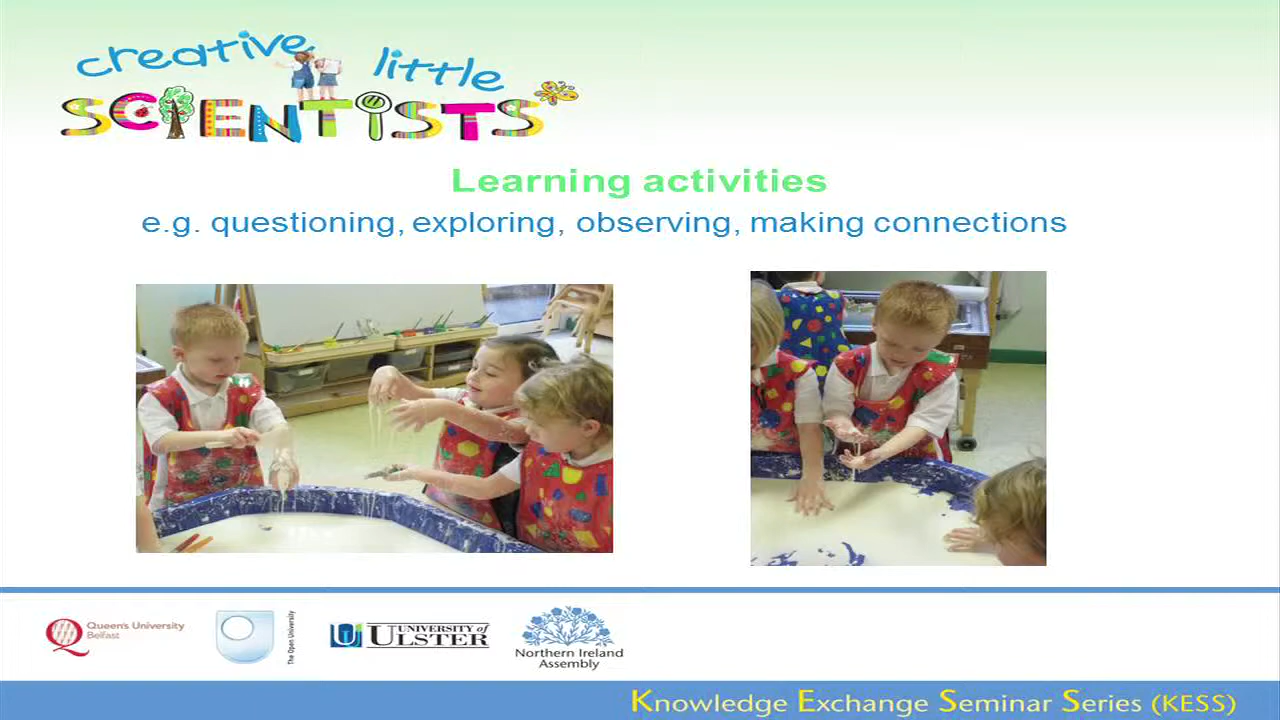 creative little
SCIENTISTS
Learning activities
e.g. questioning, exploring, observing, making connections
Queen's University
Belfast
The Open University
UNIVERSITY of
ULSTER
Northern Ireland
Assembly
Knowledge Exchange Seminar Series (KESS)